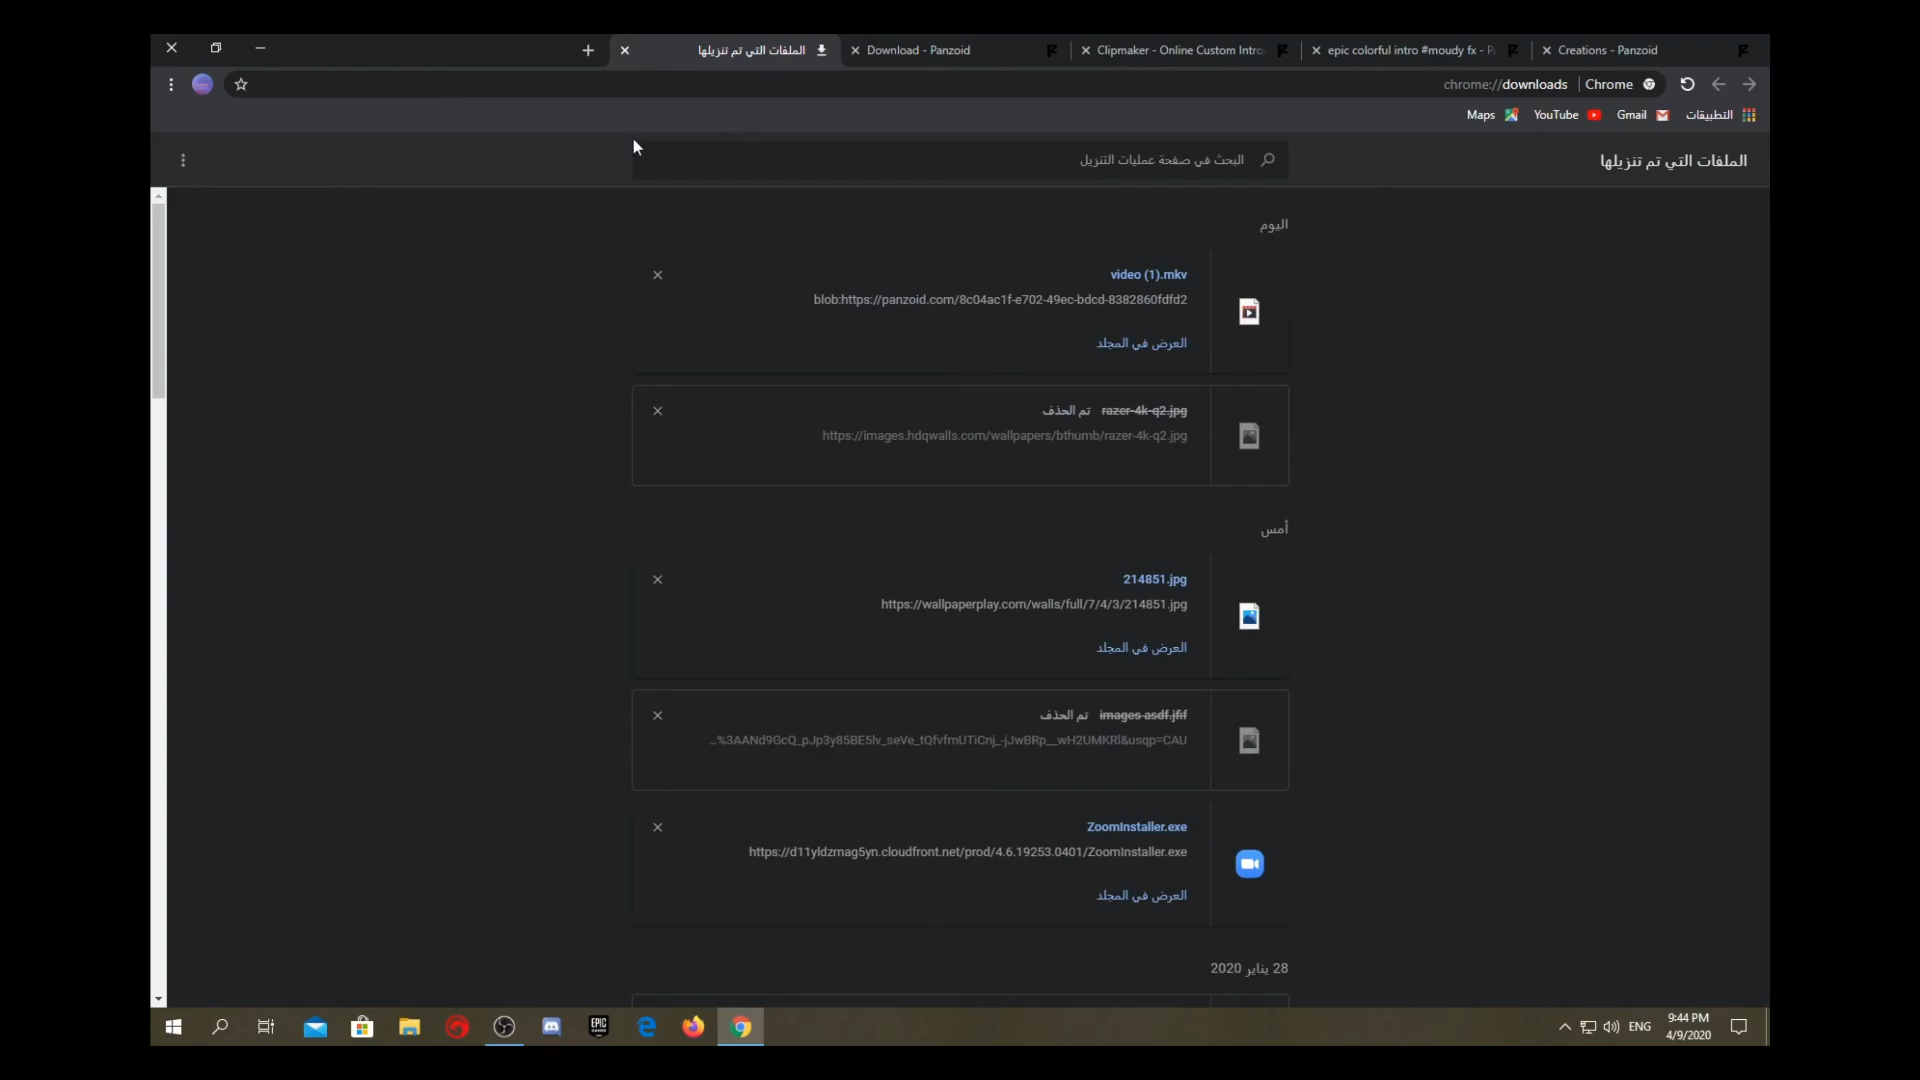 الملفات التي تم تنزيلها
Download - Panzoid
Clipmaker - Online Custom Intro
epic colorful intro #moudy fx - P
Creations - Panzoid
Chrome | chrome://downloads
التطبيقات
Gmail
YouTube
Maps
الملفات التي تم تنزيلها
البحث في صفحة عمليات التنزيل
اليوم
video (1).mkv
blob:https://panzoid.com/8c04ac1f-e702-49ec-bdcd-8382860fdfd2
العرض في المجلد
razer-4k-q2.jpg تم الحذف
https://images.hdqwalls.com/wallpapers/bthumb/razer-4k-q2.jpg
أمس
214851.jpg
https://wallpaperplay.com/walls/full/7/4/3/214851.jpg
العرض في المجلد
images asdf.jfif تم الحذف
...%3AANd9GcQ_pJp3y85BE5lv_seVe_tQfvfmUTiCnj_-jJwBRp__wH2UMKRl&usqp=CAU
ZoomInstaller.exe
https://d11yldzmag5yn.cloudfront.net/prod/4.6.19253.0401/ZoomInstaller.exe
العرض في المجلد
28 يناير 2020
EPIC GAMES
ENG
9:44 PM
4/9/2020